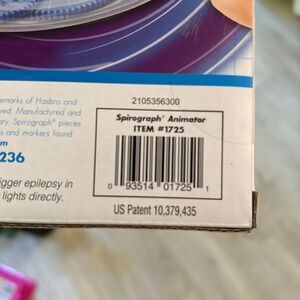 emarks of Hasbro and
ved. Manufactured and
ary. Spirograph® pieces
s and markers found
m
236
igger epilepsy in
lights directly.
2105356300
Spirograph® Animator
ITEM #1725
0 93514 01725 1
US Patent 10,379,435